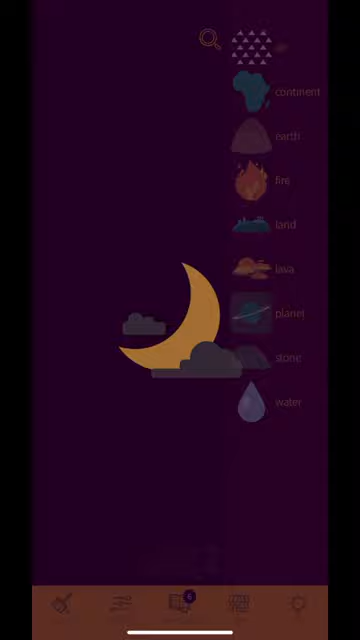 continent
earth
fire
land
lava
planet
stone
water